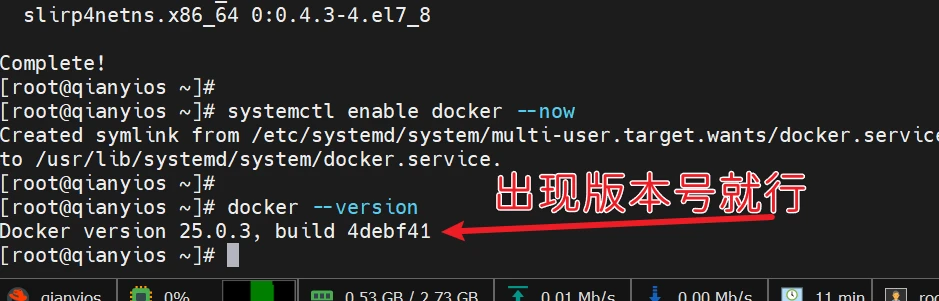 slirp4netns.x86_64 0:0.4.3-4.el7_8
Complete!
[root@qianyios ~]#
[root@qianyios ~]# systemctl enable docker --now
Created symlink from /etc/systemd/system/multi-user.target.wants/docker.service
to /usr/lib/systemd/system/docker.service.
[root@qianyios ~]#
[root@qianyios ~]# docker --version
出现版本号就行
Docker version 25.0.3, build 4debf41
[root@qianyios ~]#
qianyios 0% 0.53 GB / 2.73 GB 0.01 Mb/s 0.00 Mb/s 11 min